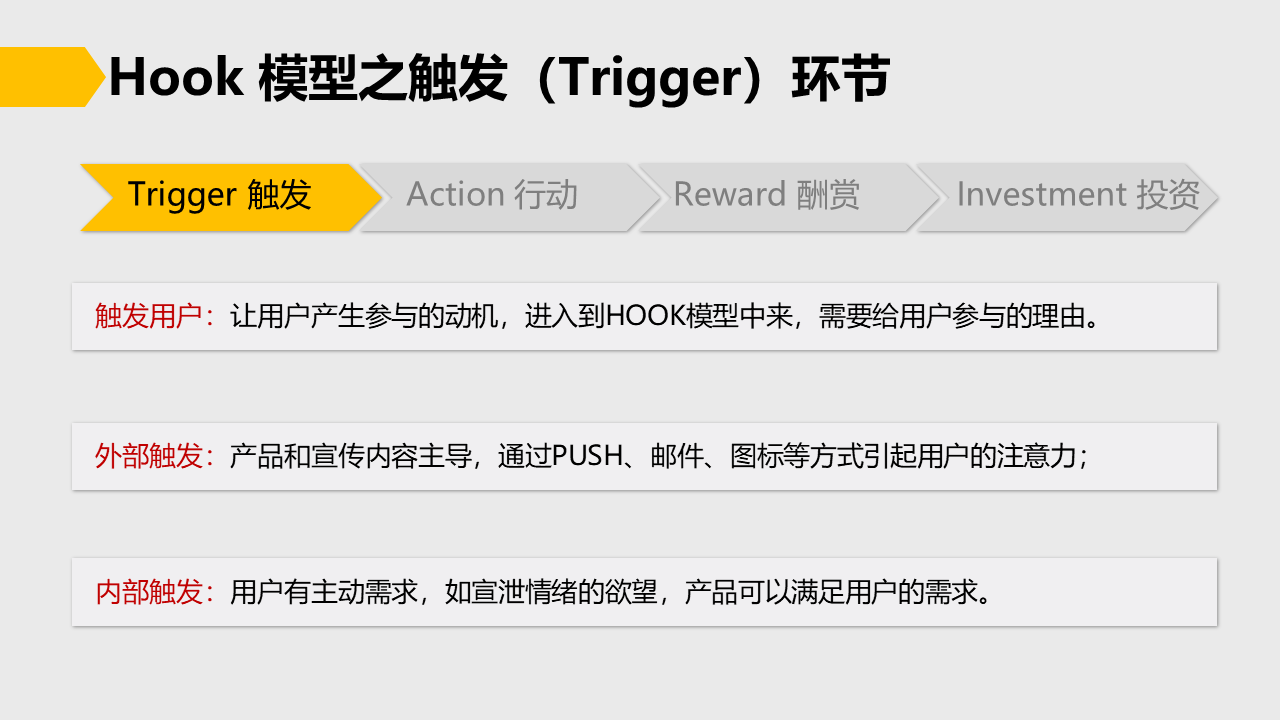 Hook 模型之触发（Trigger）环节
Trigger 触发
Action 行动
Reward 酬赏
Investment 投资
触发用户：让用户产生参与的动机，进入到HOOK模型中来，需要给用户参与的理由。
外部触发：产品和宣传内容主导，通过PUSH、邮件、图标等方式引起用户的注意力；
内部触发：用户有主动需求，如宣泄情绪的欲望，产品可以满足用户的需求。